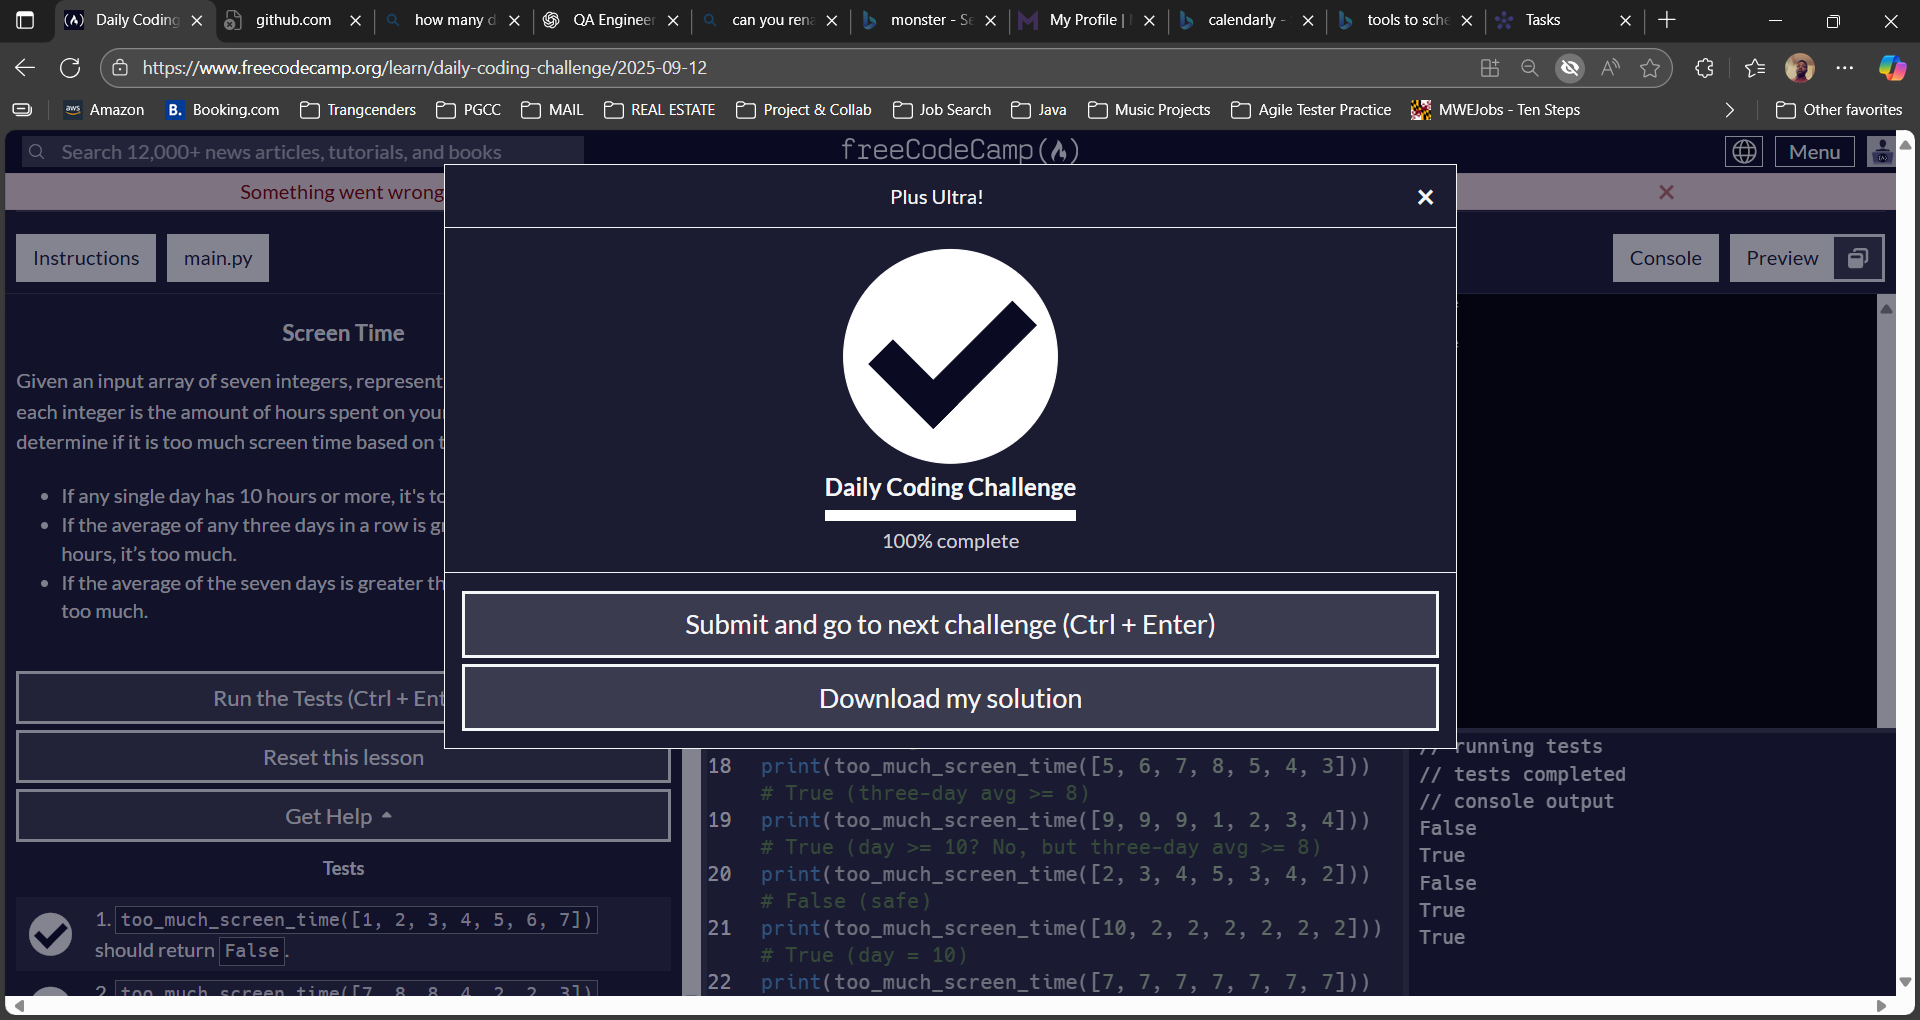 Daily Coding
github.com
how many d
QA Engineer
can you rena
monster - Se
My Profile |
calendarly -
tools to sche
Tasks
https://www.freecodecamp.org/learn/daily-coding-challenge/2025-09-12
aws Amazon
B. Booking.com
Trangcenders
PGCC
MAIL
REAL ESTATE
Project & Collab
Job Search
Java
Music Projects
Agile Tester Practice
MWEJobs - Ten Steps
Other favorites
Search 12,000+ news articles, tutorials, and books
freeCodeCamp(🔥)
Menu
Something went wrong
Plus Ultra!
Instructions
main.py
Console
Preview
Screen Time
Given an input array of seven integers, represent
each integer is the amount of hours spent on you
determine if it is too much screen time based on t
• If any single day has 10 hours or more, it's to
• If the average of any three days in a row is gr
hours, it’s too much.
• If the average of the seven days is greater th
too much.
Daily Coding Challenge
100% complete
Submit and go to next challenge (Ctrl + Enter)
Download my solution
Run the Tests (Ctrl + Ent
Reset this lesson
Get Help
Tests
1. too_much_screen_time([1, 2, 3, 4, 5, 6, 7])
should return False.
2. too_much_screen_time([7, 8, 8, 4, 2, 2, 3])
18 print(too_much_screen_time([5, 6, 7, 8, 5, 4, 3]))
# True (three-day avg >= 8)
19 print(too_much_screen_time([9, 9, 9, 1, 2, 3, 4]))
# True (day >= 10? No, but three-day avg >= 8)
20 print(too_much_screen_time([2, 3, 4, 5, 3, 4, 2]))
# False (safe)
21 print(too_much_screen_time([10, 2, 2, 2, 2, 2, 2]))
# True (day = 10)
22 print(too_much_screen_time([7, 7, 7, 7, 7, 7, 7]))
// running tests
// tests completed
// console output
False
True
False
True
True